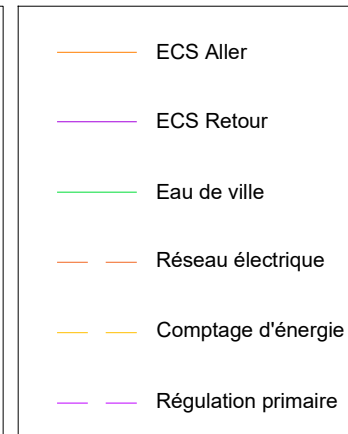 ECS Aller
ECS Retour
Eau de ville
Réseau électrique
Comptage d'énergie
Régulation primaire